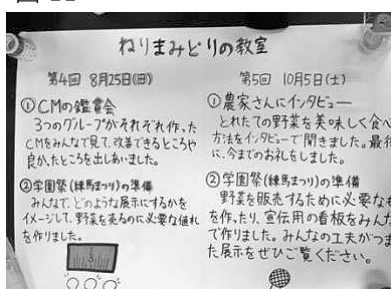 ねりまみどりの教室
第4回 8月25日(日)
①CMの鑑賞会
3つのグループがそれぞれ作った
CMをみんなで見て、改善できるところや
良かったところを出しあいました。
②学園祭(練馬まつり)の準備
みんなで、どのような展示にするかを
イメージして、野菜を売るのに必要な値札
を作りました。
第5回 10月5日(土)
①農家さんにインタビュー
とれたての野菜を美味しく食べ
方法をインタビューで聞きました。最後
に、今までのお礼をしました。
②学園祭(練馬まつり)の準備
野菜を販売するために必要な
を作ったり、宣伝用の看板をみん
で作りました。みんなの工夫がつま
た展示をぜひご覧ください。